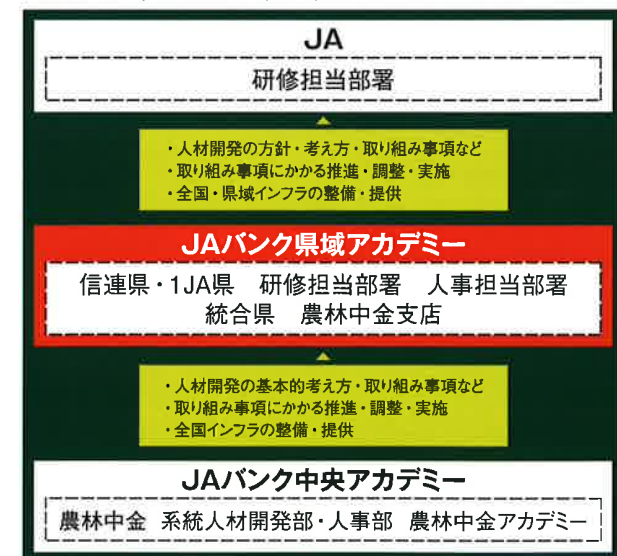 JA
研修担当部署
・人材開発の方針・考え方・取り組み事項など
・取り組み事項にかかる推進・調整・実施
・全国・県域インフラの整備・提供
JAバンク県域アカデミー
信連県・1JA県　研修担当部署　人事担当部署
統合県　農林中金支店
・人材開発の基本的考え方・取り組み事項など
・取り組み事項にかかる推進・調整・実施
・全国インフラの整備・提供
JAバンク中央アカデミー
農林中金　系統人材開発部・人事部　農林中金アカデミー